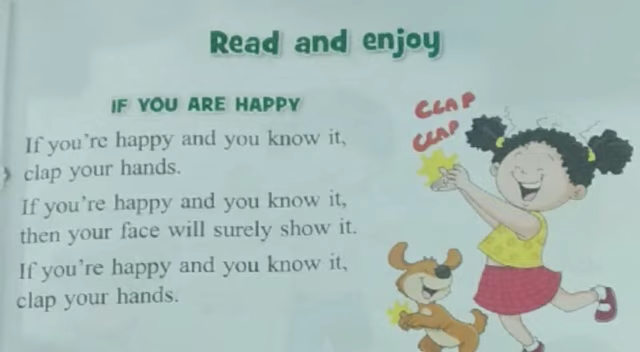 Read and enjoy
IF YOU ARE HAPPY
If you're happy and you know it,
clap your hands.
If you're happy and you know it,
then your face will surely show it.
If you're happy and you know it,
clap your hands.
CLAP
CLAP